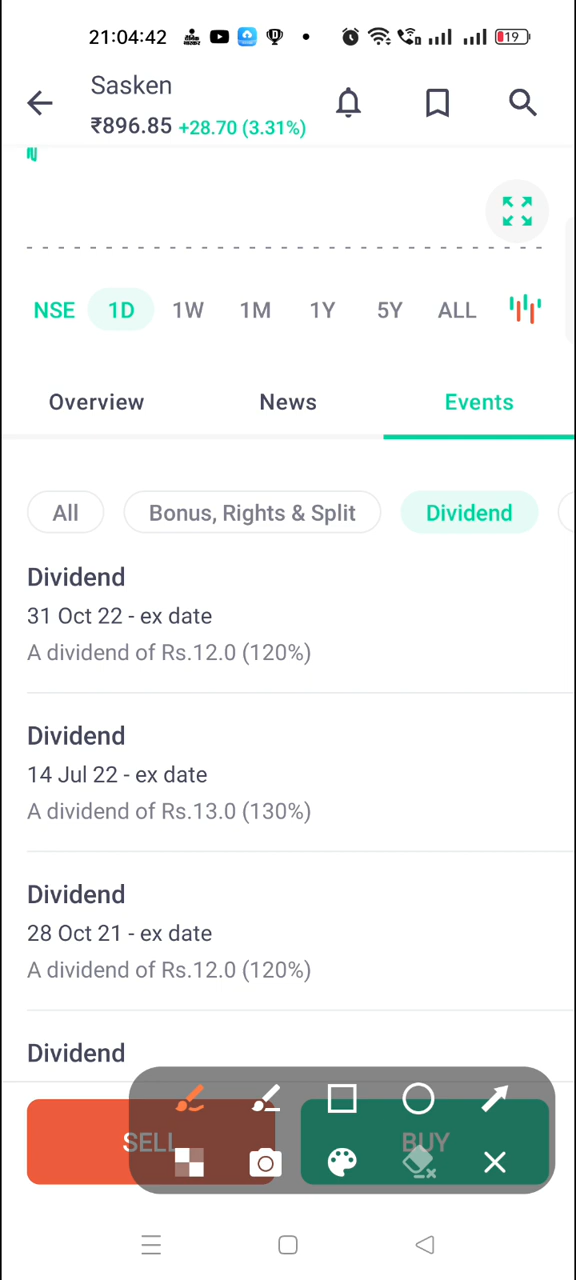 21:04:42
19
Sasken
₹896.85 +28.70 (3.31%)
NSE 1D 1W 1M 1Y 5Y ALL
Overview News Events
All Bonus, Rights & Split Dividend
Dividend
31 Oct 22 - ex date
A dividend of Rs.12.0 (120%)
Dividend
14 Jul 22 - ex date
A dividend of Rs.13.0 (130%)
Dividend
28 Oct 21 - ex date
A dividend of Rs.12.0 (120%)
Dividend
SELL BUY